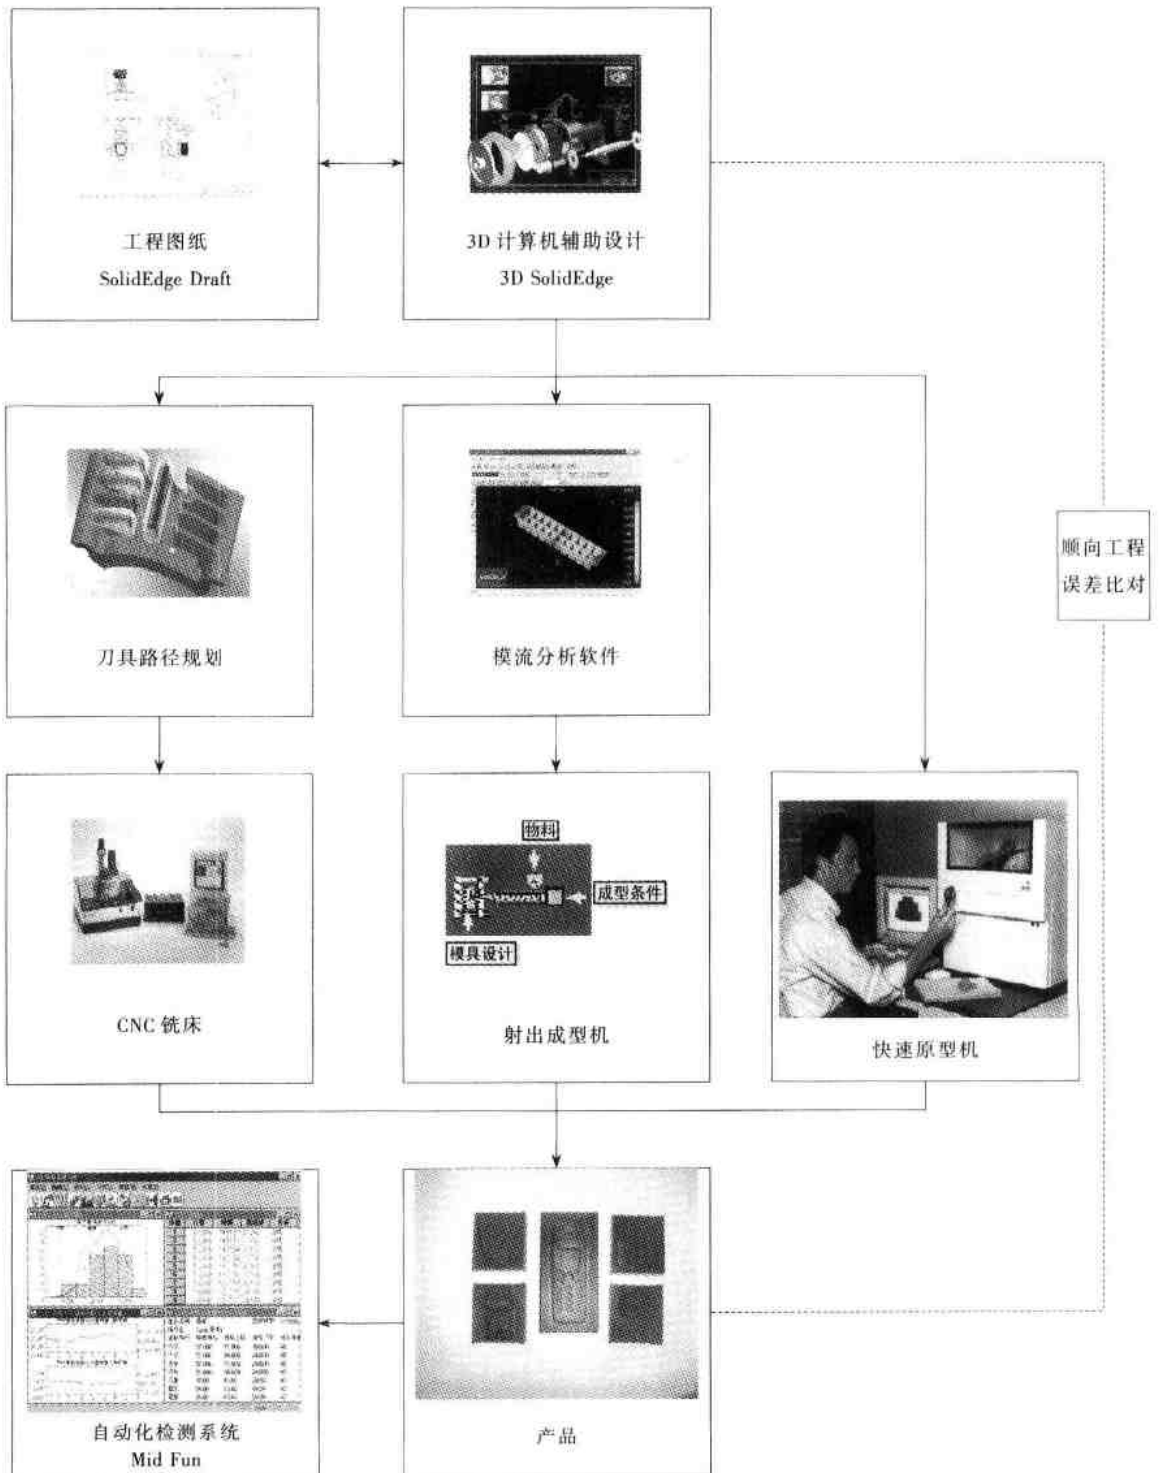 工程图纸
SolidEdge Draft
3D 计算机辅助设计
3D SolidEdge
刀具路径规划
模流分析软件
顺向工程
误差比对
CNC 铣床
物料
成型条件
模具设计
射出成型机
快速原型机
自动化检测系统
Mid Fun
产品